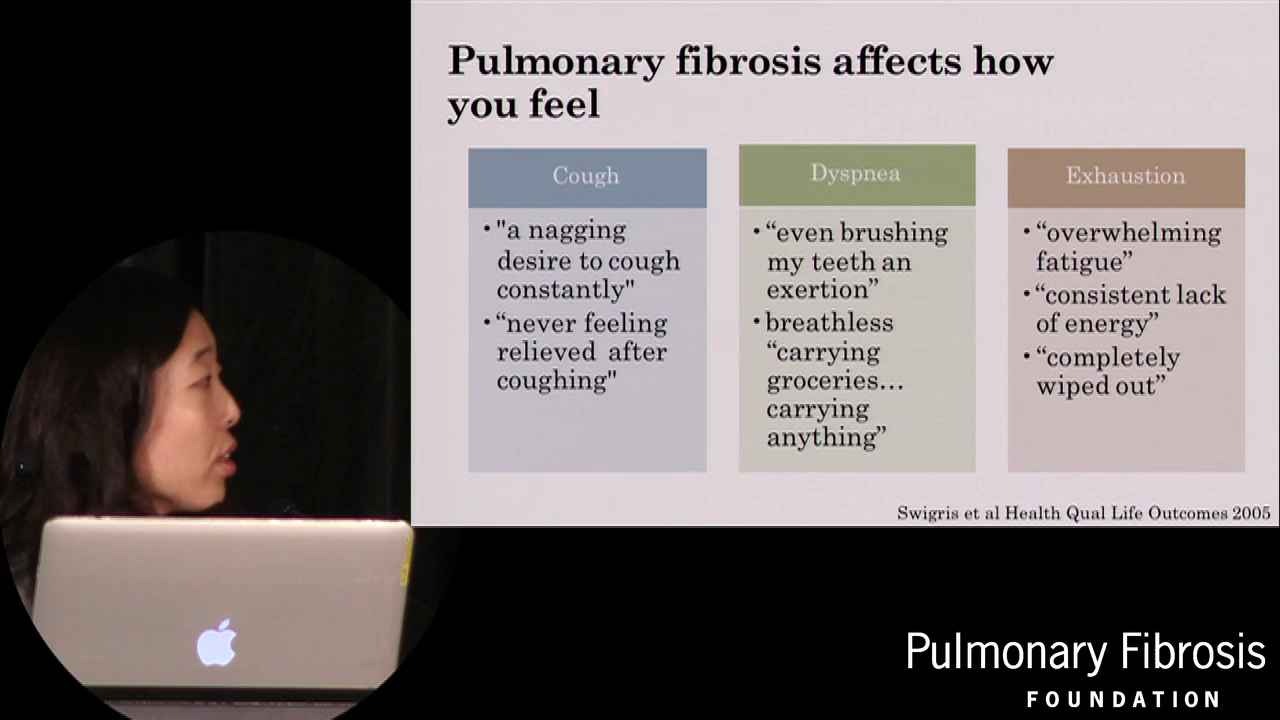 Pulmonary fibrosis affects how
you feel
Cough
• "a nagging
desire to cough
constantly"
• “never feeling
relieved after
coughing"
Dyspnea
• “even brushing
my teeth an
exertion”
• breathless
“carrying
groceries…
carrying
anything”
Exhaustion
• “overwhelming
fatigue”
• “consistent lack
of energy”
• “completely
wiped out”
Swigris et al Health Qual Life Outcomes 2005
Pulmonary Fibrosis
FOUNDATION